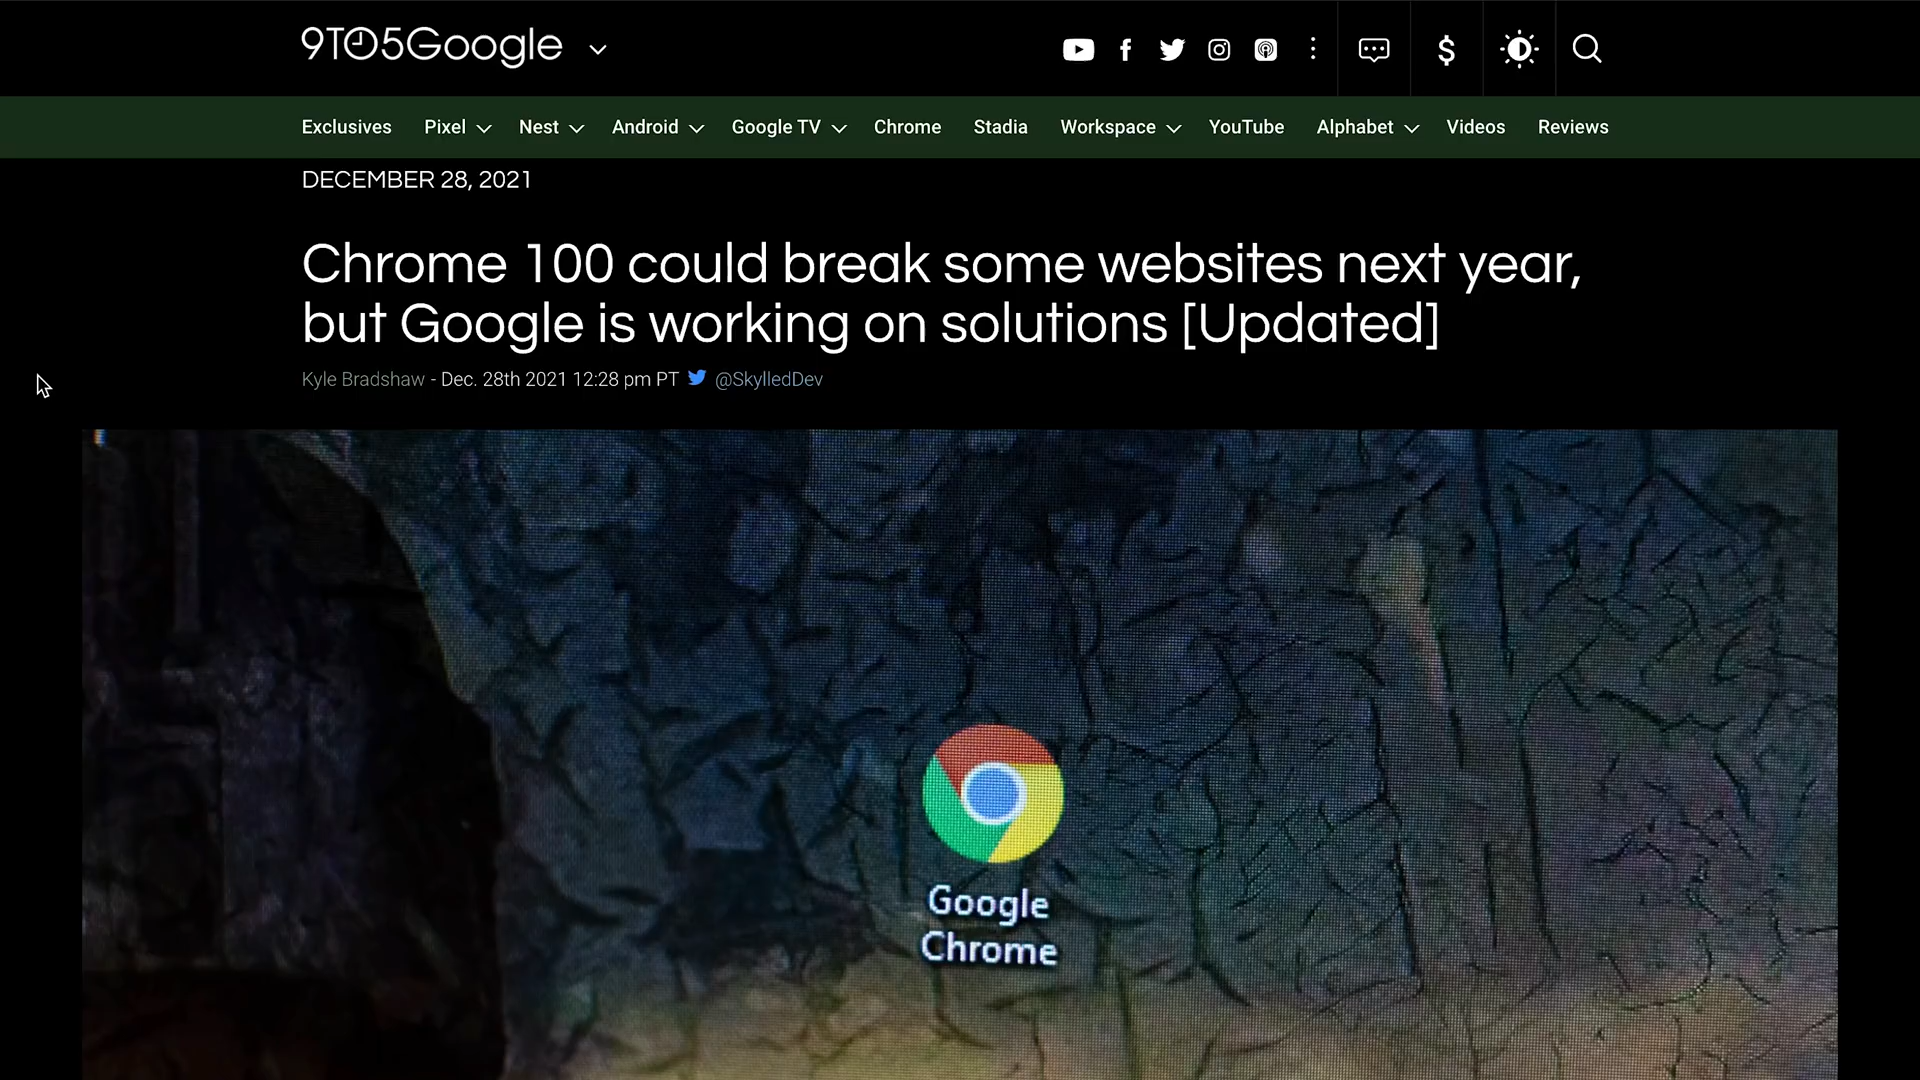 9TO5Google
Exclusives Pixel Nest Android Google TV Chrome Stadia Workspace YouTube Alphabet Videos Reviews
DECEMBER 28, 2021
Chrome 100 could break some websites next year,
but Google is working on solutions [Updated]
Kyle Bradshaw - Dec. 28th 2021 12:28 pm PT @SkylledDev
Google
Chrome